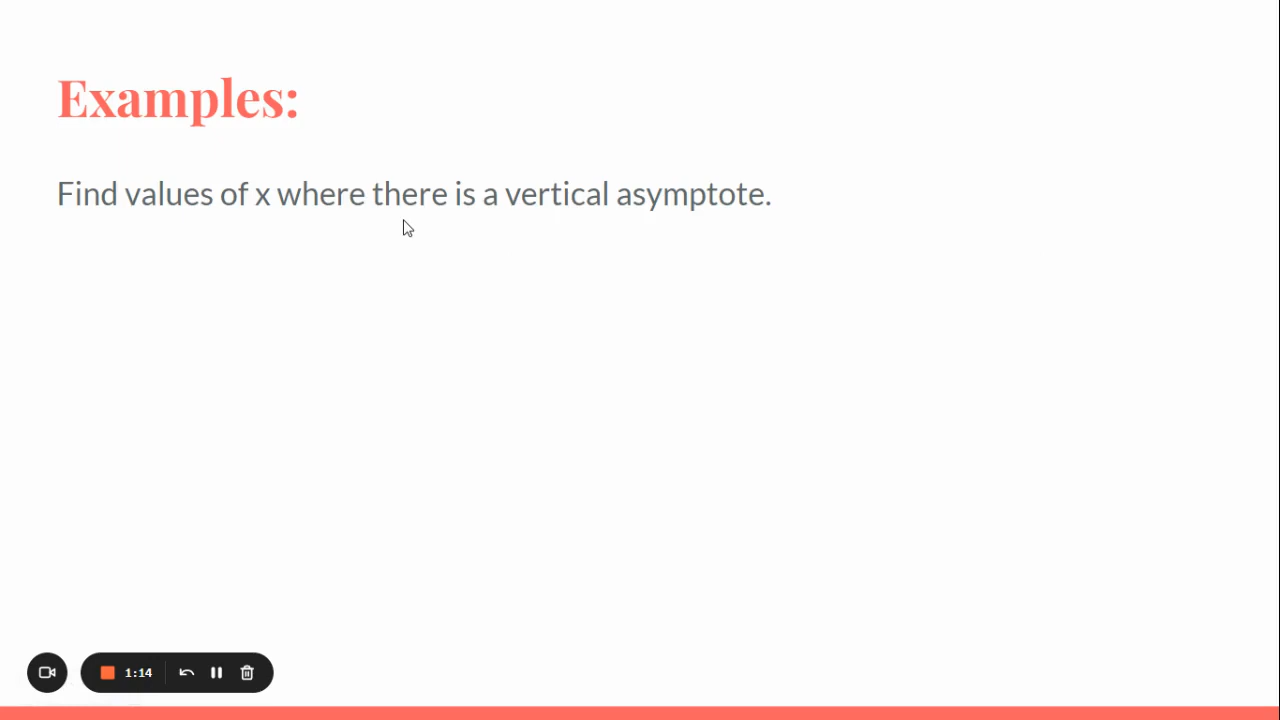 Examples:
Find values of x where there is a vertical asymptote.
1:14